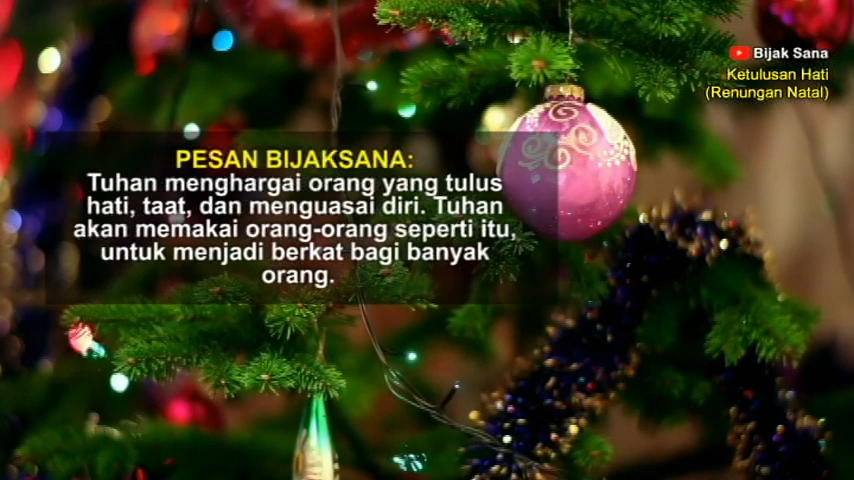 Bijak Sana
Ketulusan Hati
(Renungan Natal)
PESAN BIJAKSANA:
Tuhan menghargai orang yang tulus
hati, taat, dan menguasai diri. Tuhan
akan memakai orang-orang seperti itu,
untuk menjadi berkat bagi banyak
orang.